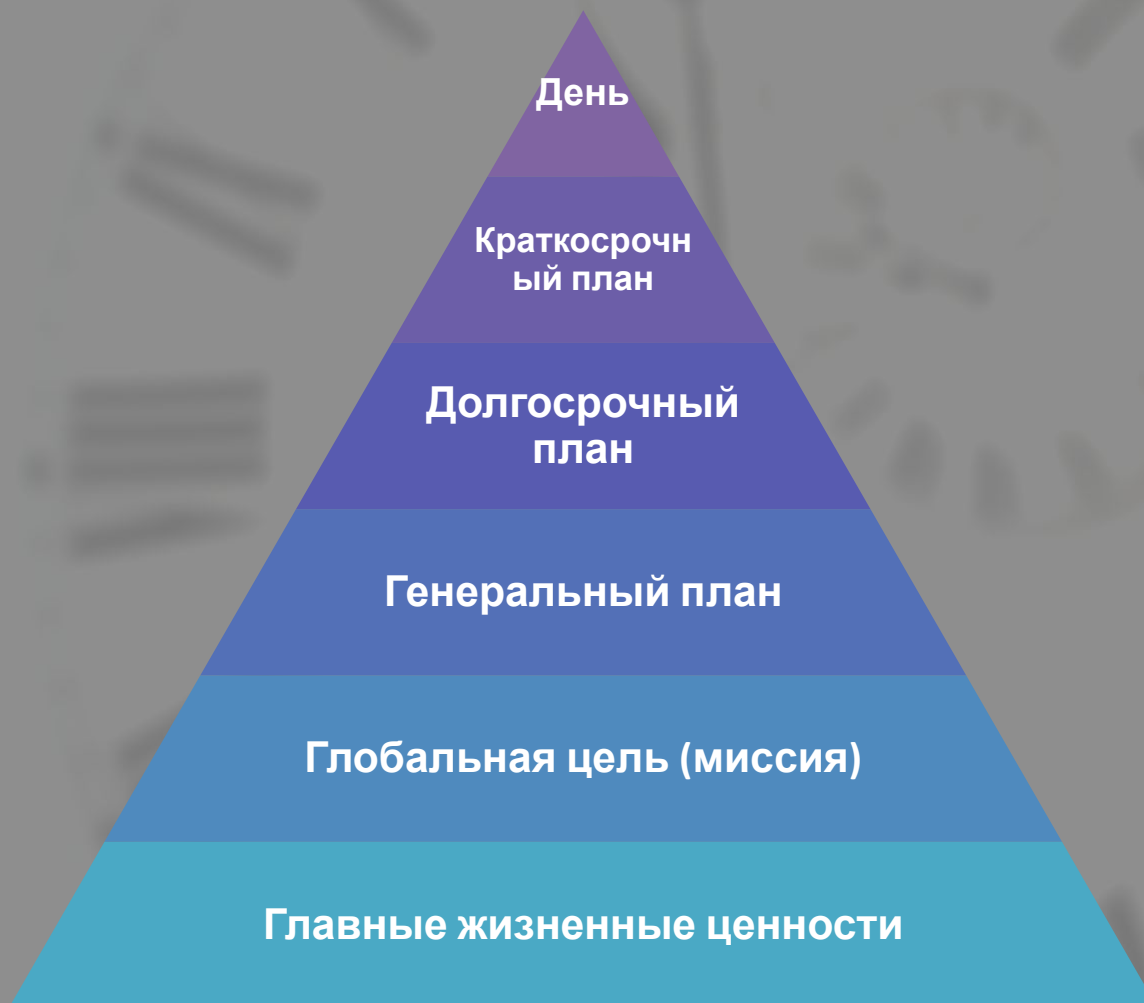 День
Краткосрочн
ый план
Долгосрочный
план
Генеральный план
Глобальная цель (миссия)
Главные жизненные ценности